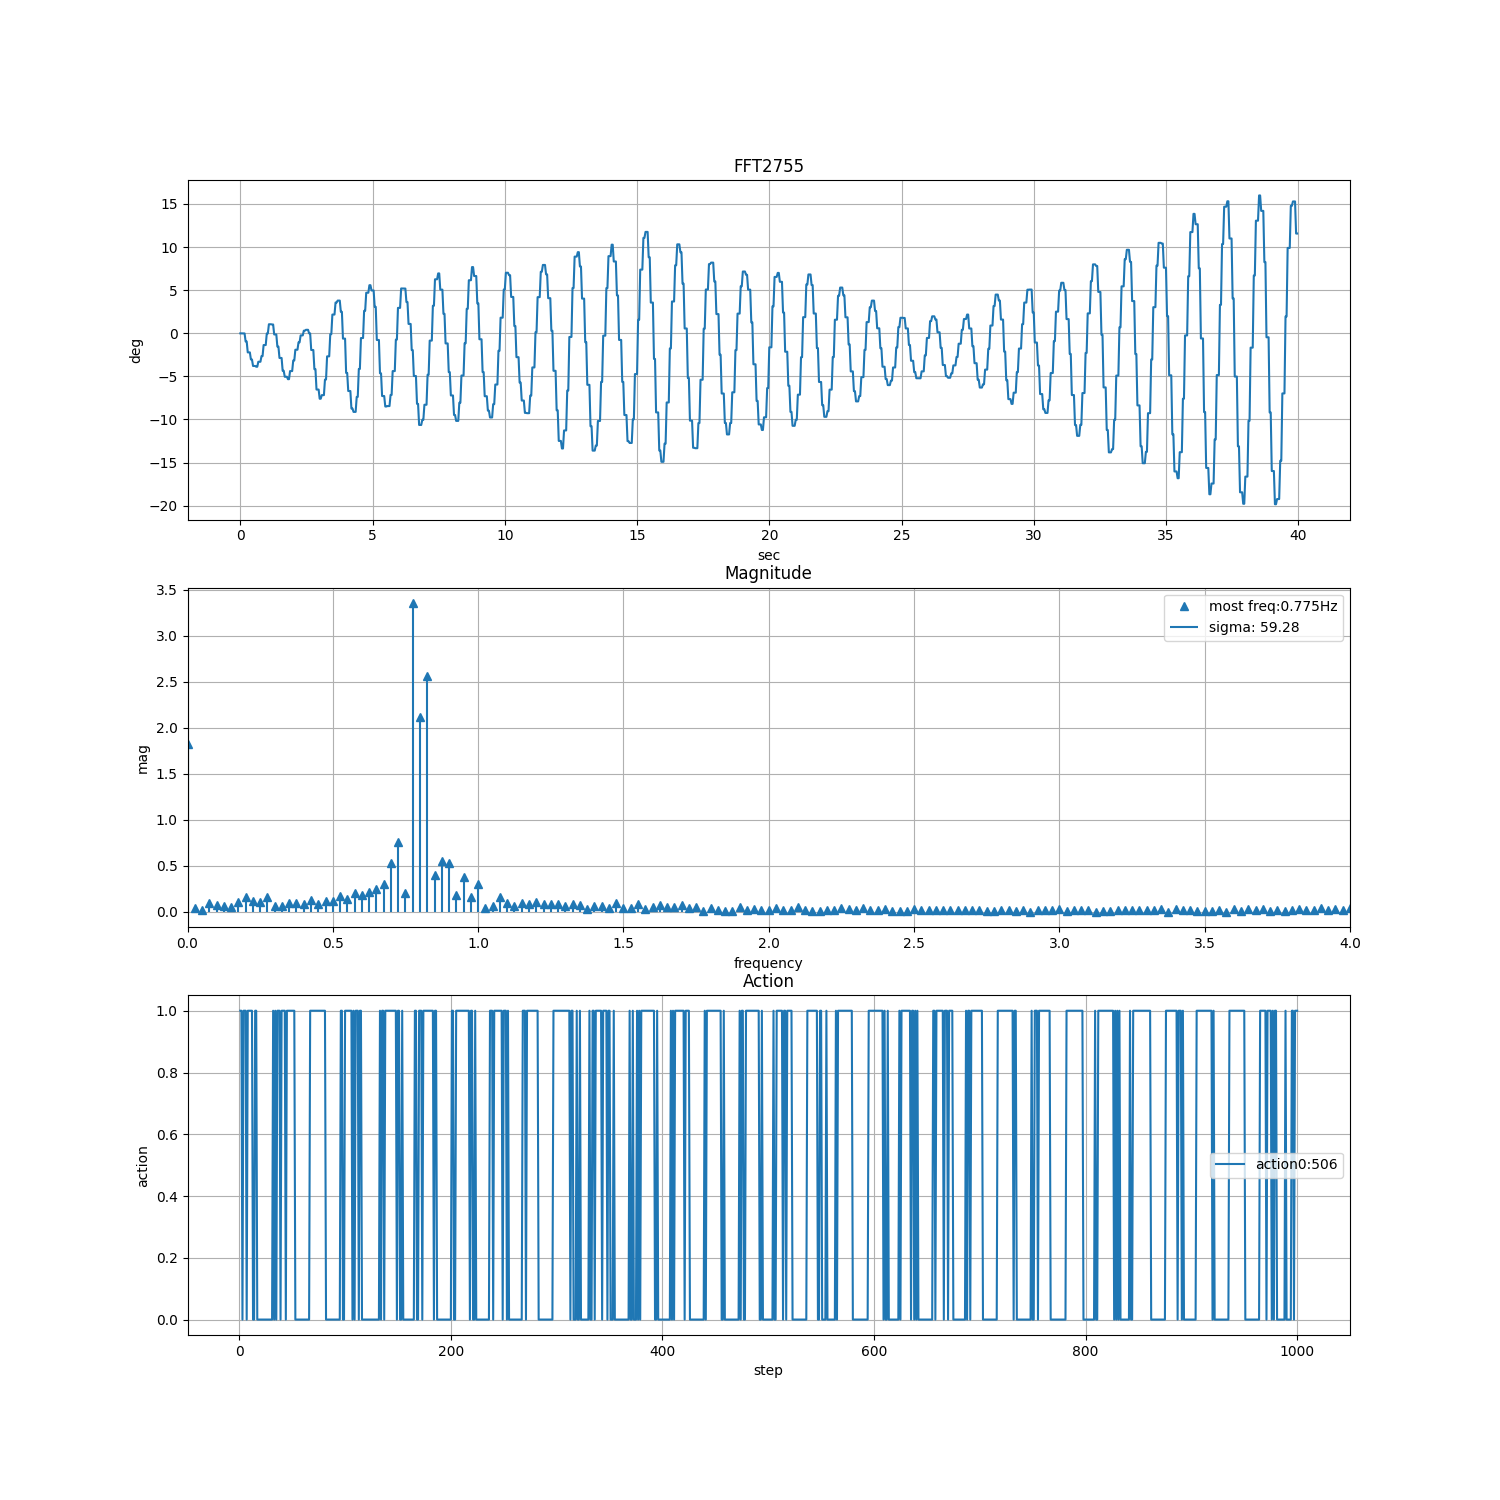 FFT2755
15
10
5
0
−5
−10
−15
−20
deg
0 5 10 15 20 25 30 35 40
sec
Magnitude
3.5
3.0
2.5
2.0
1.5
1.0
0.5
0.0
mag
most freq:0.775Hz
sigma: 59.28
0.0 0.5 1.0 1.5 2.0 2.5 3.0 3.5 4.0
frequency
Action
1.0
0.8
0.6
0.4
0.2
0.0
action
action0:506
0 200 400 600 800 1000
step